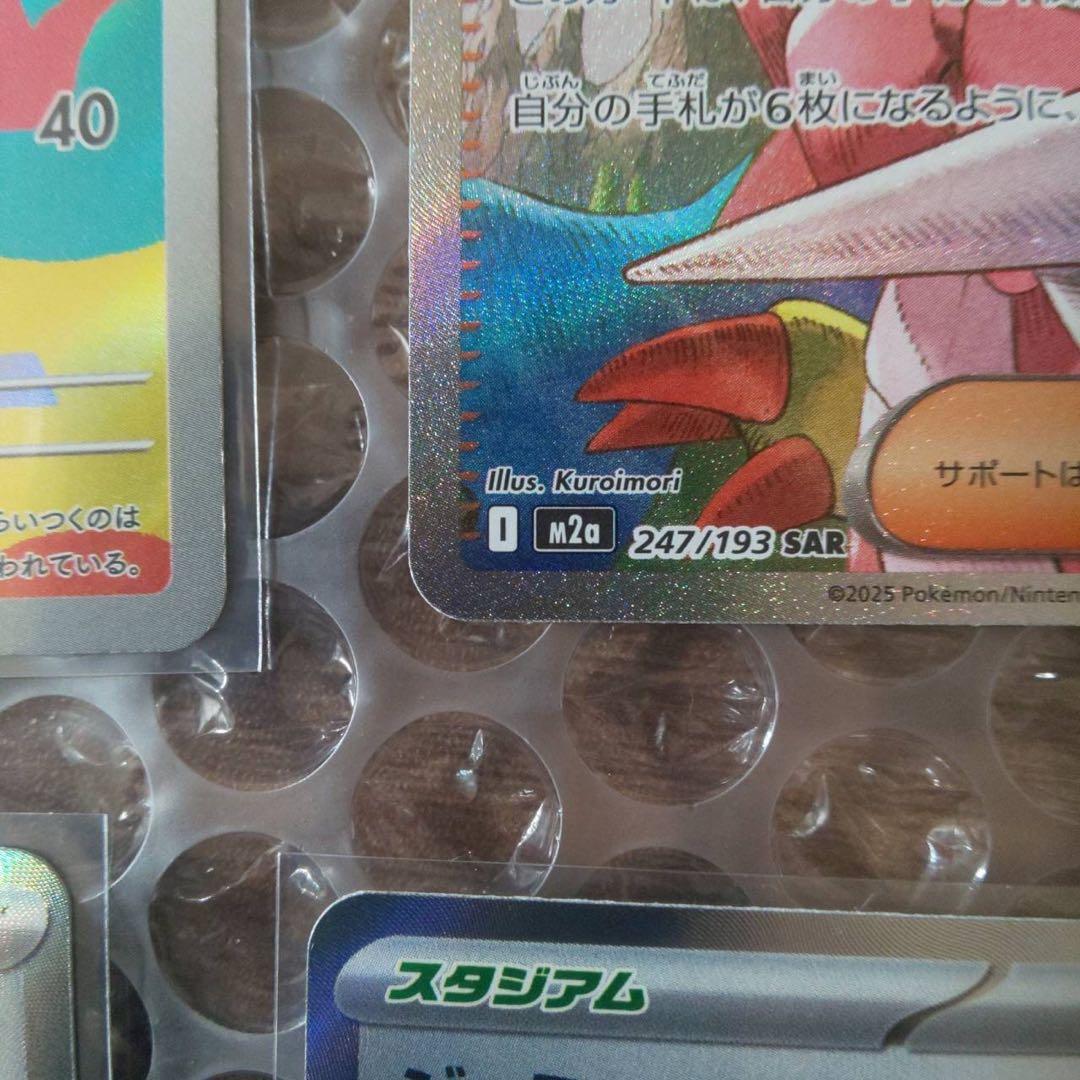 40
らいつくのは
われている。
自分の手札が6枚になるように、
じぶん てふだ まい
Illus. Kuroimori
I m2a 247/193 SAR
サポートは
©2025 Pokémon/Ninten
スタジアム